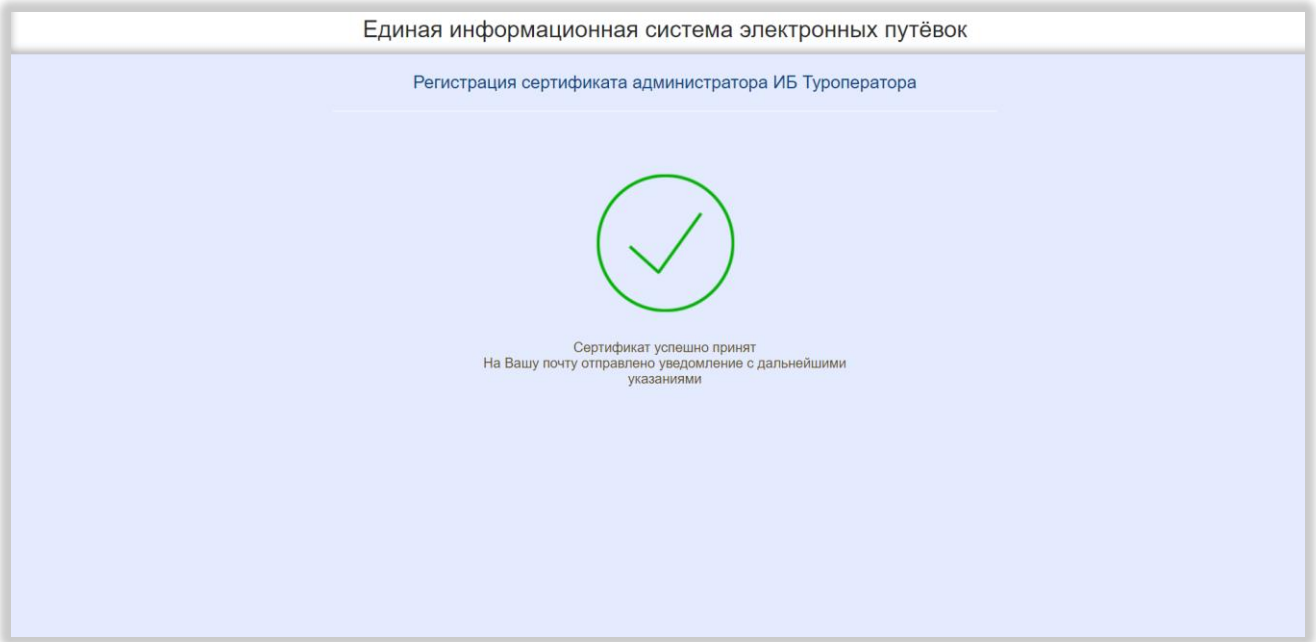 Единая информационная система электронных путёвок
Регистрация сертификата администратора ИБ Туроператора
Сертификат успешно принят
На Вашу почту отправлено уведомление с дальнейшими
указаниями